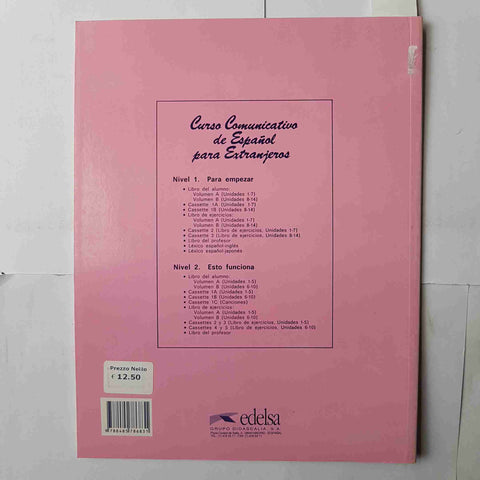 Curso Comunicativo
de Español
para Extranjeros
Nivel 1. Para empezar
• Libro del alumno:
Volumen A (Unidades 1-7)
Volumen B (Unidades 8-14)
• Cassette 1A (Unidades 1-7)
• Cassette 1B (Unidades 8-14)
• Libro de ejercicios:
Volumen A (Unidades 1-7)
Volumen B (Unidades 8-14)
• Cassette 2 (Libro de ejercicios, Unidades 1-7)
• Cassette 3 (Libro de ejercicios, Unidades 8-14)
• Libro del profesor
• Léxico español-inglés
• Léxico español-japonés
Nivel 2. Esto funciona
• Libro del alumno:
Volumen A (Unidades 1-5)
Volumen B (Unidades 6-10)
• Cassette 1A (Unidades 1-5)
• Cassette 1B (Unidades 6-10)
• Cassette 1C (Canciones)
• Libro de ejercicios:
Volumen A (Unidades 1-5)
Volumen B (Unidades 6-10)
• Cassettes 2 y 3 (Libro de ejercicios, Unidades 1-5)
• Cassettes 4 y 5 (Libro de ejercicios, Unidades 6-10)
• Libro del profesor
Prezzo Netto
€ 12.50
9788485786831
edelsa
GRUPO DIDASCALIA, S.A.